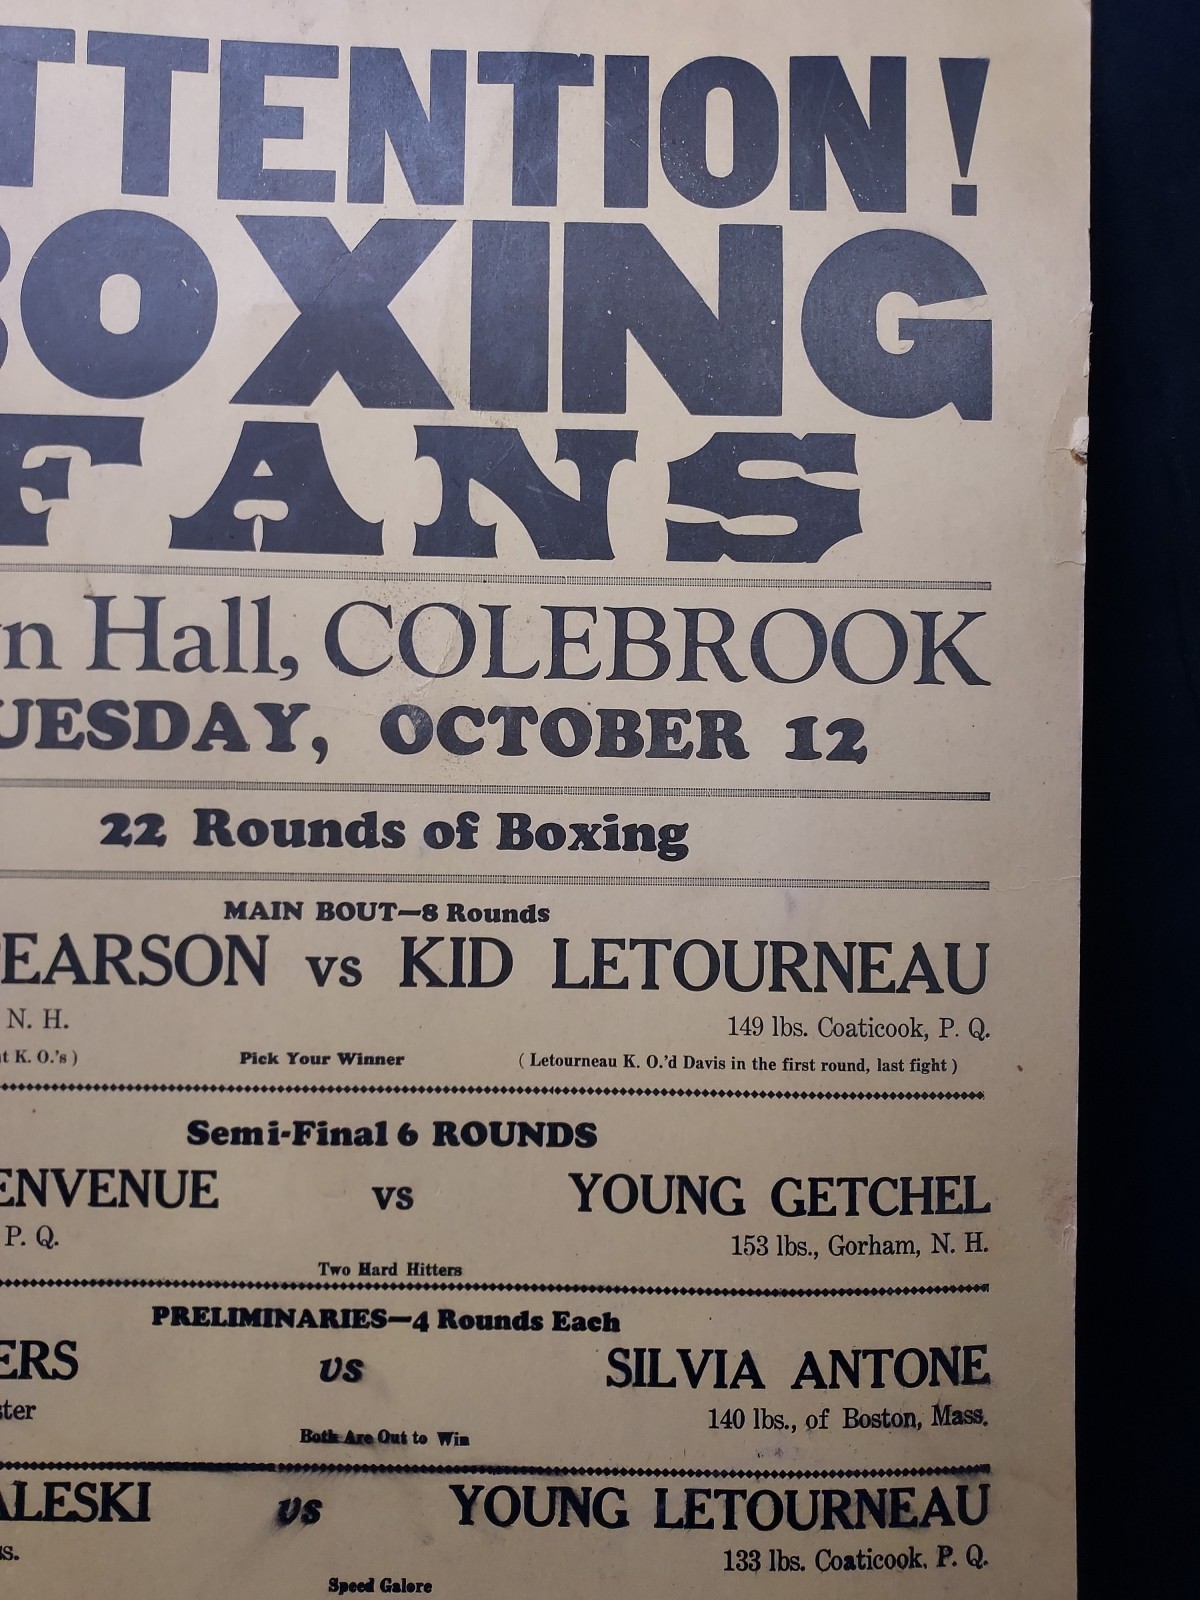 TTENTION!
BOXING
FANS
n Hall, COLEBROOK
UESDAY, OCTOBER 12
22 Rounds of Boxing
MAIN BOUT—8 Rounds
EARSON vs KID LETOURNEAU
N. H. 149 lbs. Coaticook, P. Q.
t K. O.'s ) Pick Your Winner ( Letourneau K. O.'d Davis in the first round, last fight )
Semi-Final 6 ROUNDS
ENVENUE vs YOUNG GETCHEL
P. Q. 153 lbs., Gorham, N. H.
Two Hard Hitters
PRELIMINARIES—4 Rounds Each
ERS vs SILVIA ANTONE
ster 140 lbs., of Boston, Mass.
Both Are Out to Win
ALESKI vs YOUNG LETOURNEAU
ss. 133 lbs. Coaticook. P. Q.
Speed Galore